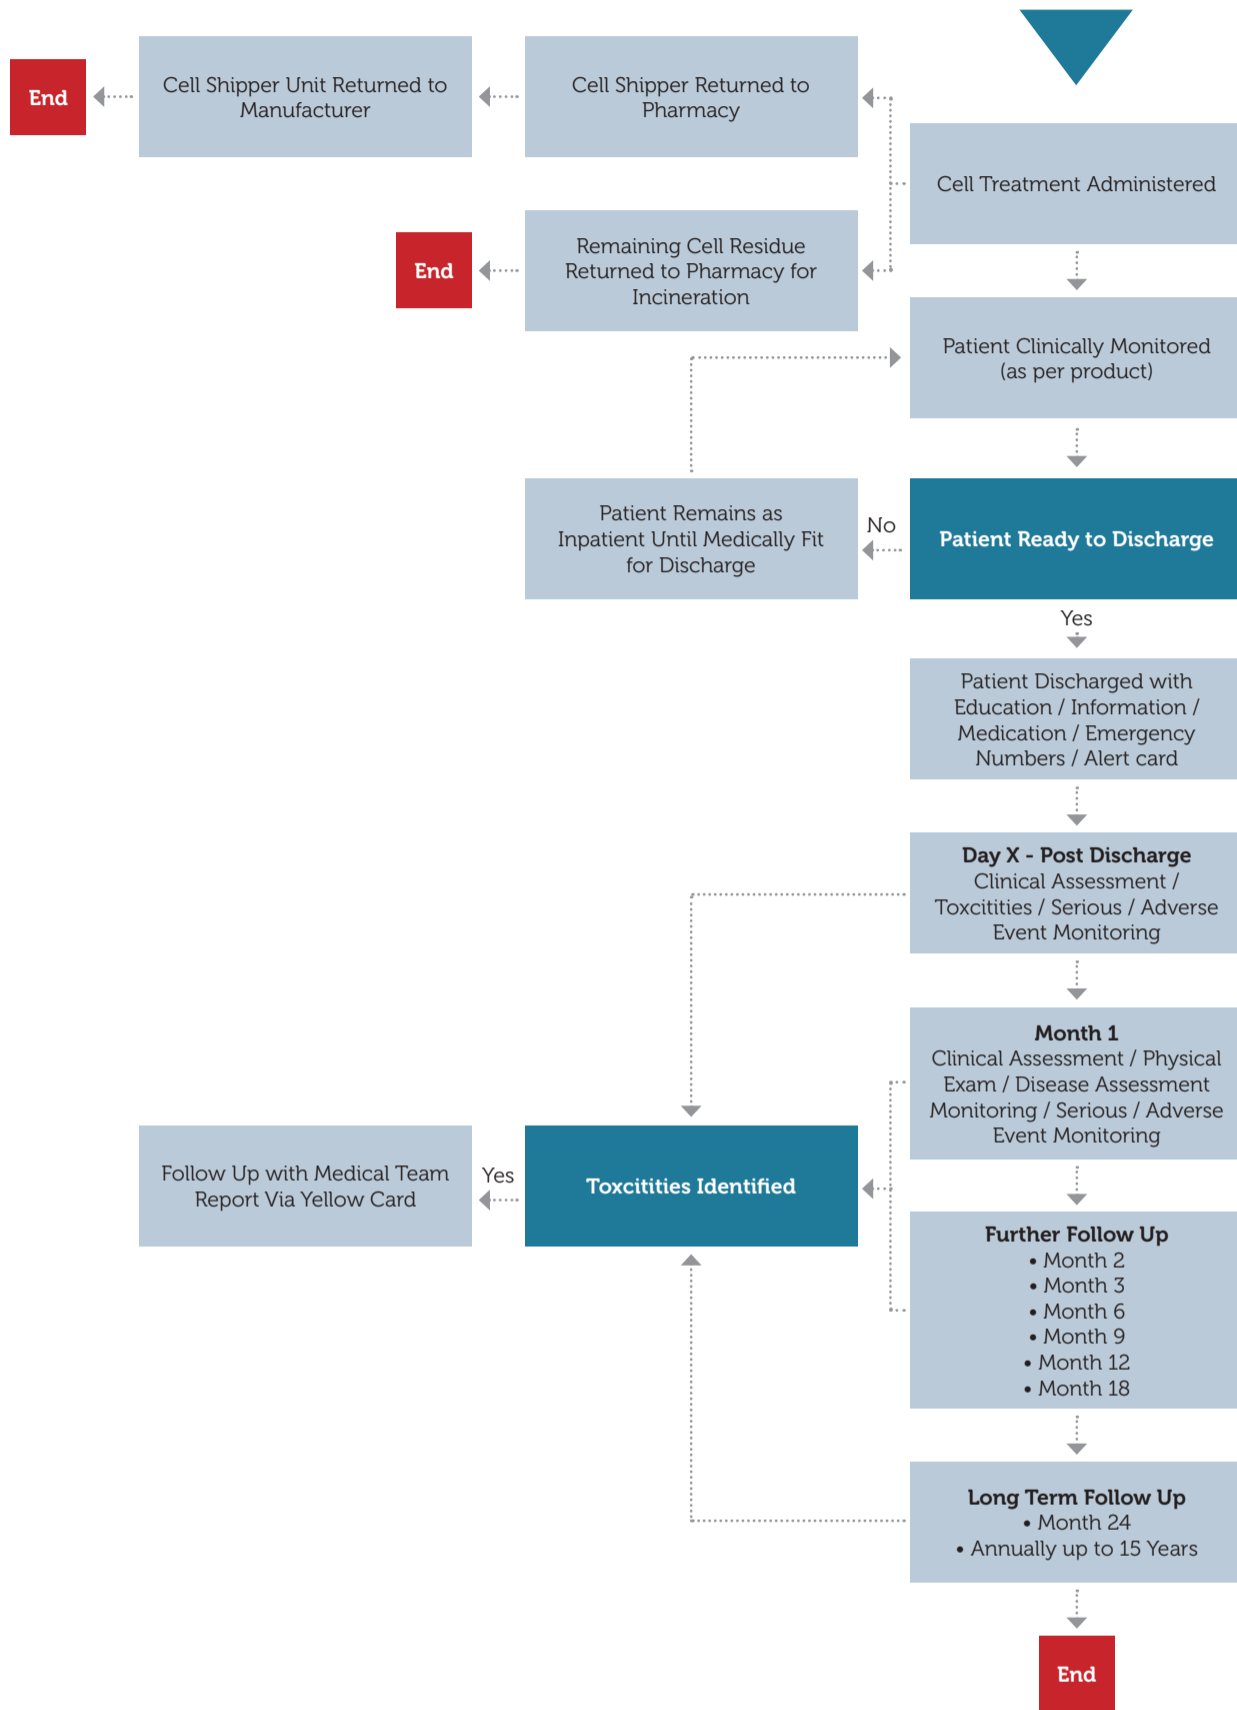 End
Cell Shipper Unit Returned to
Manufacturer
Cell Shipper Returned to
Pharmacy
Cell Treatment Administered
End
Remaining Cell Residue
Returned to Pharmacy for
Incineration
Patient Clinically Monitored
(as per product)
Patient Remains as
Inpatient Until Medically Fit
for Discharge
No
Patient Ready to Discharge
Yes
Patient Discharged with
Education / Information /
Medication / Emergency
Numbers / Alert card
Day X - Post Discharge
Clinical Assessment /
Toxcitities / Serious / Adverse
Event Monitoring
Month 1
Clinical Assessment / Physical
Exam / Disease Assessment
Monitoring / Serious / Adverse
Event Monitoring
Follow Up with Medical Team
Report Via Yellow Card
Yes
Toxcitities Identified
Further Follow Up
• Month 2
• Month 3
• Month 6
• Month 9
• Month 12
• Month 18
Long Term Follow Up
• Month 24
• Annually up to 15 Years
End